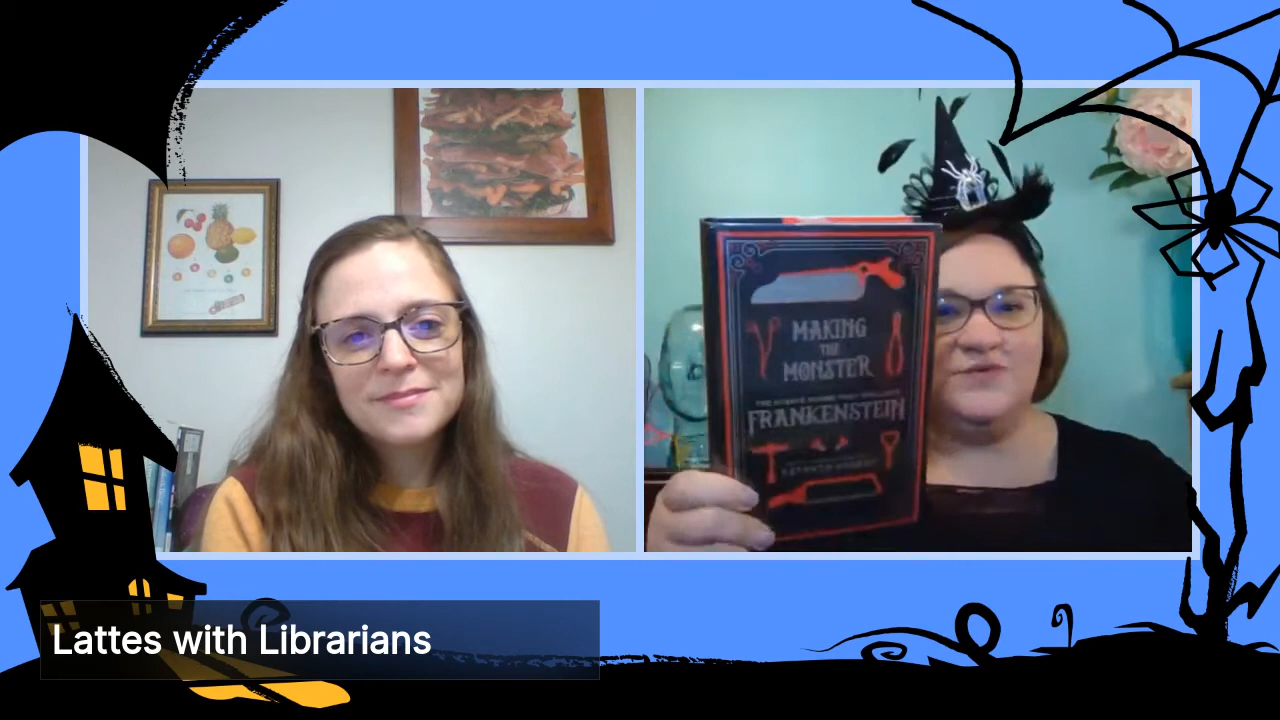 MAKING
THE
MONSTER
FRANKENSTEIN
Lattes with Librarians